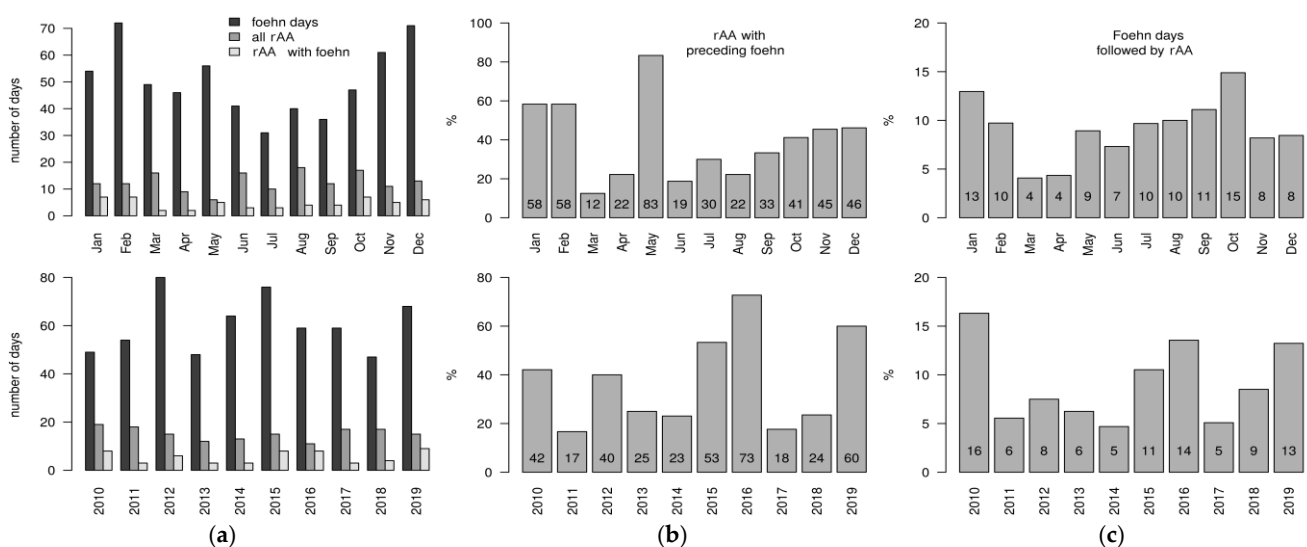 foehn days
all rAA
rAA with foehn
number of days
70
60
50
40
30
20
10
0
Jan
Feb
Mar
Apr
May
Jun
Jul
Aug
Sep
Oct
Nov
Dec
rAA with
preceding foehn
%
100
80
60
40
20
0
58 58 12 22 83 19 30 22 33 41 45 46
Jan
Feb
Mar
Apr
May
Jun
Jul
Aug
Sep
Oct
Nov
Dec
Foehn days
followed by rAA
%
20
15
10
5
0
13 10 4 4 9 7 10 10 11 15 8 8
Jan
Feb
Mar
Apr
May
Jun
Jul
Aug
Sep
Oct
Nov
Dec
number of days
80
60
40
20
0
2010
2011
2012
2013
2014
2015
2016
2017
2018
2019
(a)
%
80
60
40
20
0
42 17 40 25 23 53 73 18 24 60
2010
2011
2012
2013
2014
2015
2016
2017
2018
2019
(b)
%
20
15
10
5
0
16 6 8 6 5 11 14 5 9 13
2010
2011
2012
2013
2014
2015
2016
2017
2018
2019
(c)